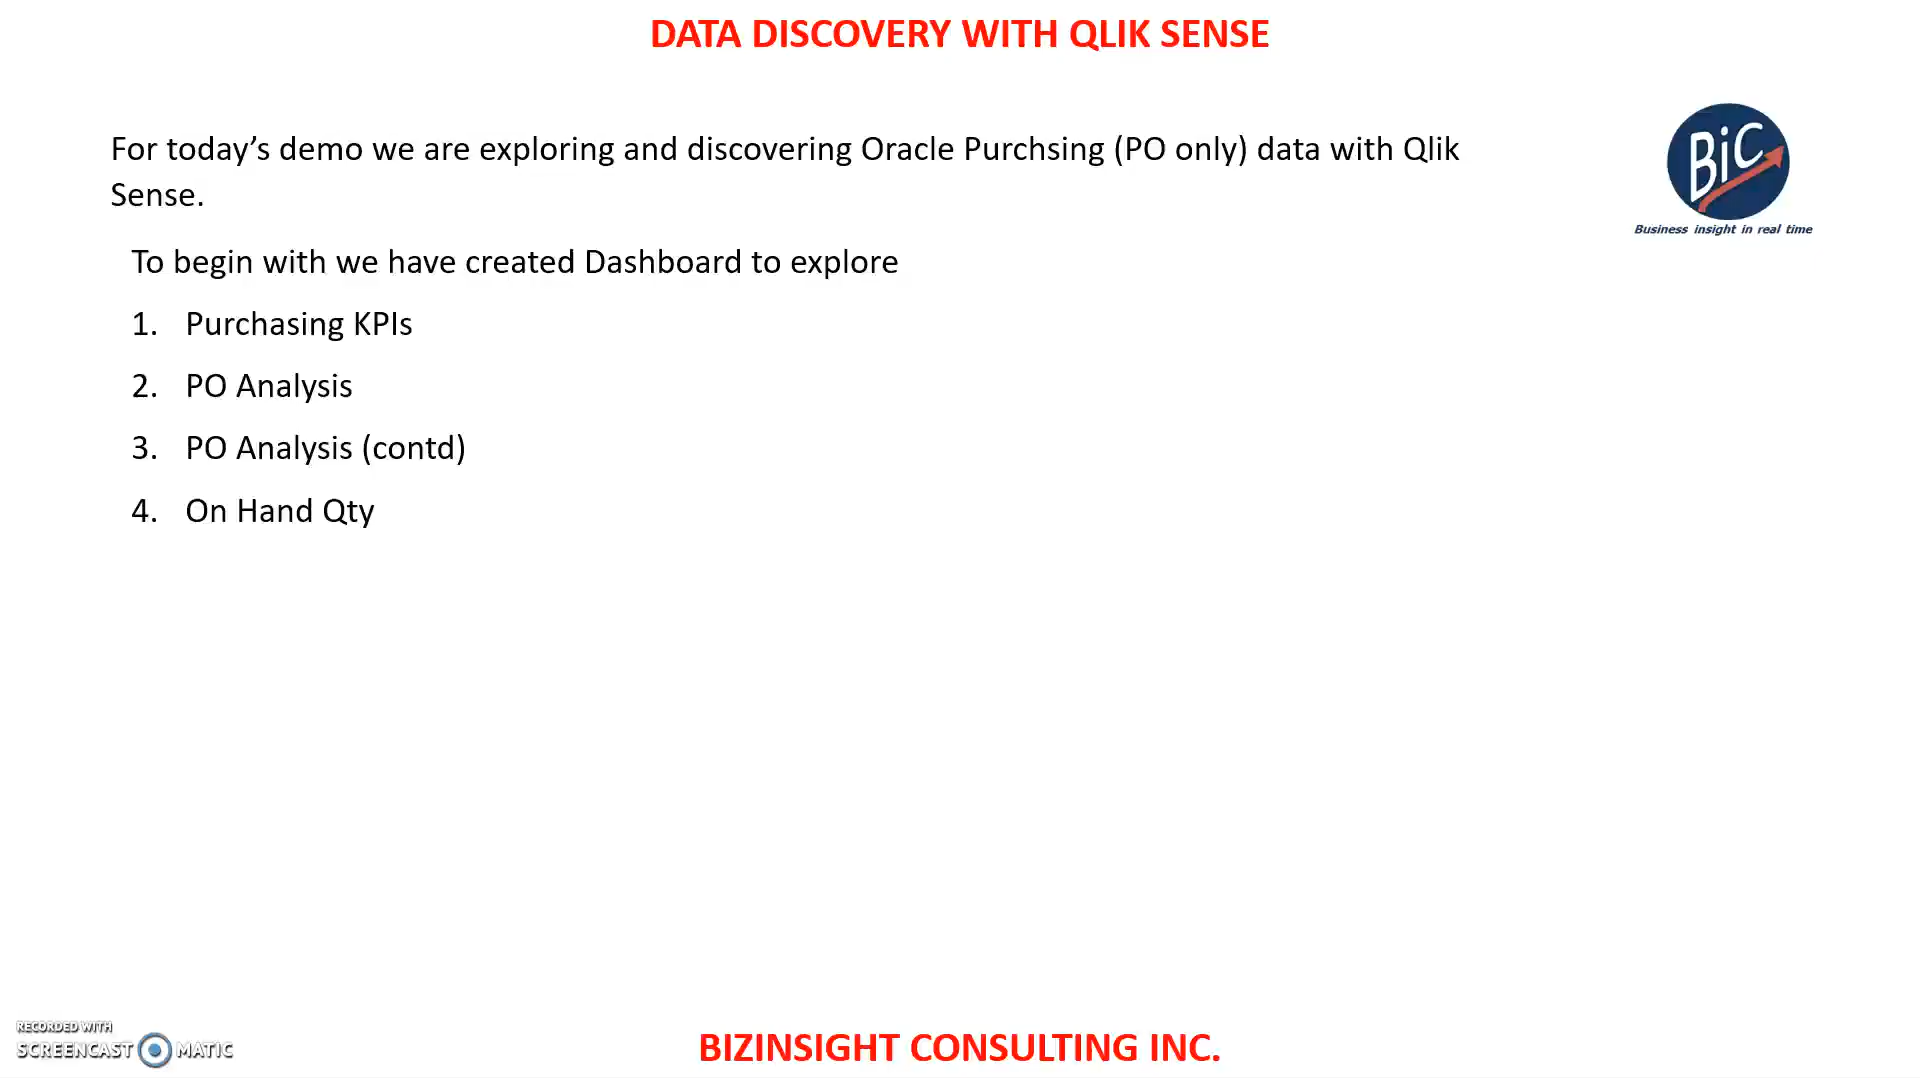 DATA DISCOVERY WITH QLIK SENSE
For today’s demo we are exploring and discovering Oracle Purchsing (PO only) data with Qlik
Sense.
BiC
Business insight in real time
To begin with we have created Dashboard to explore
1. Purchasing KPIs
2. PO Analysis
3. PO Analysis (contd)
4. On Hand Qty
RECORDED WITH
SCREENCAST MATIC
BIZINSIGHT CONSULTING INC.